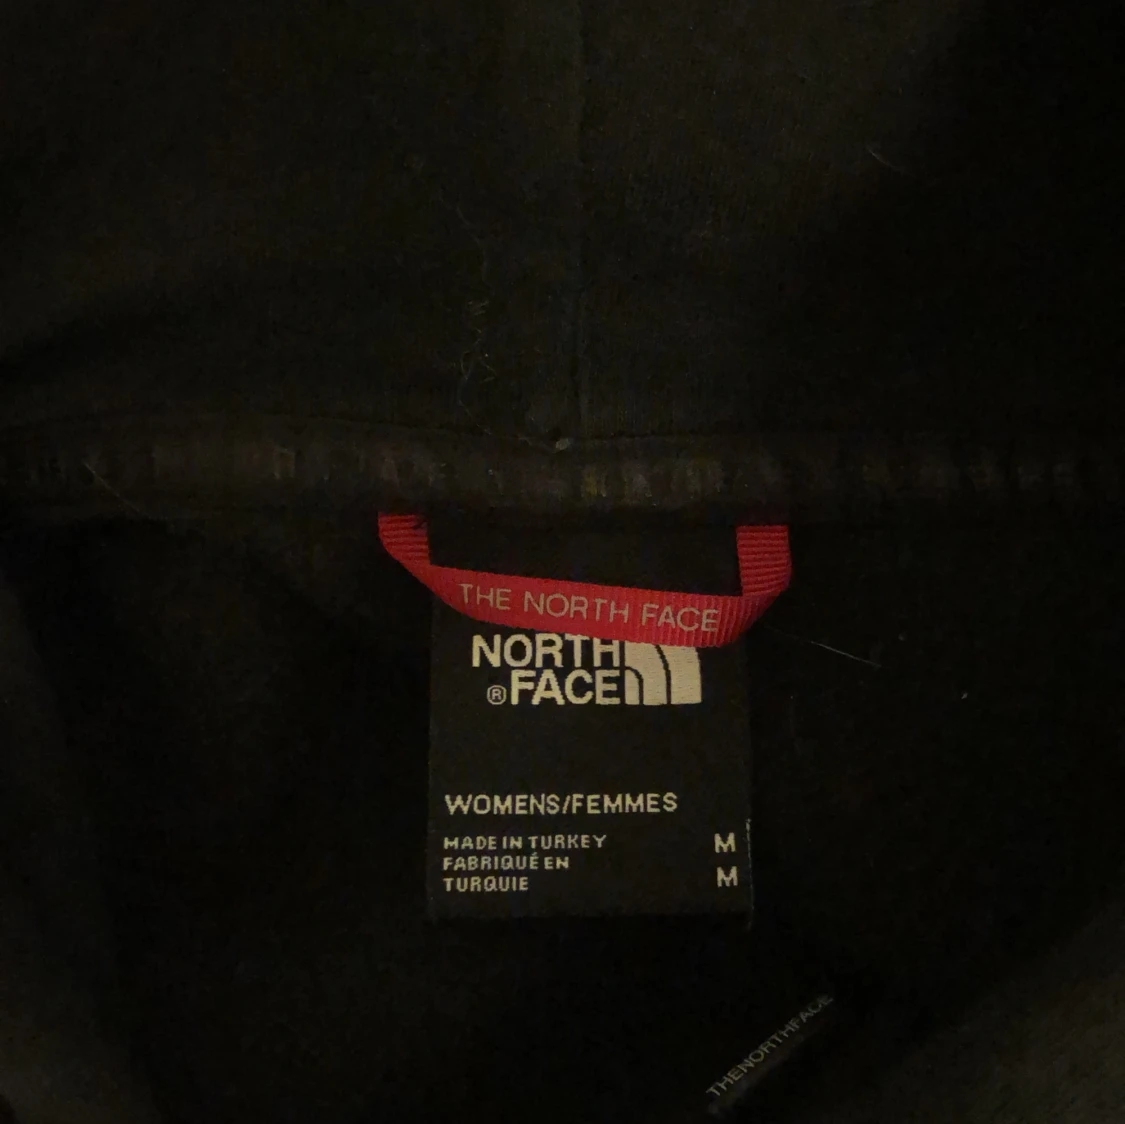 THE NORTH FACE
NORTH
®FACE
WOMENS/FEMMES
MADE IN TURKEY M
FABRIQUÉ EN M
TURQUIE
THENORTHFACE